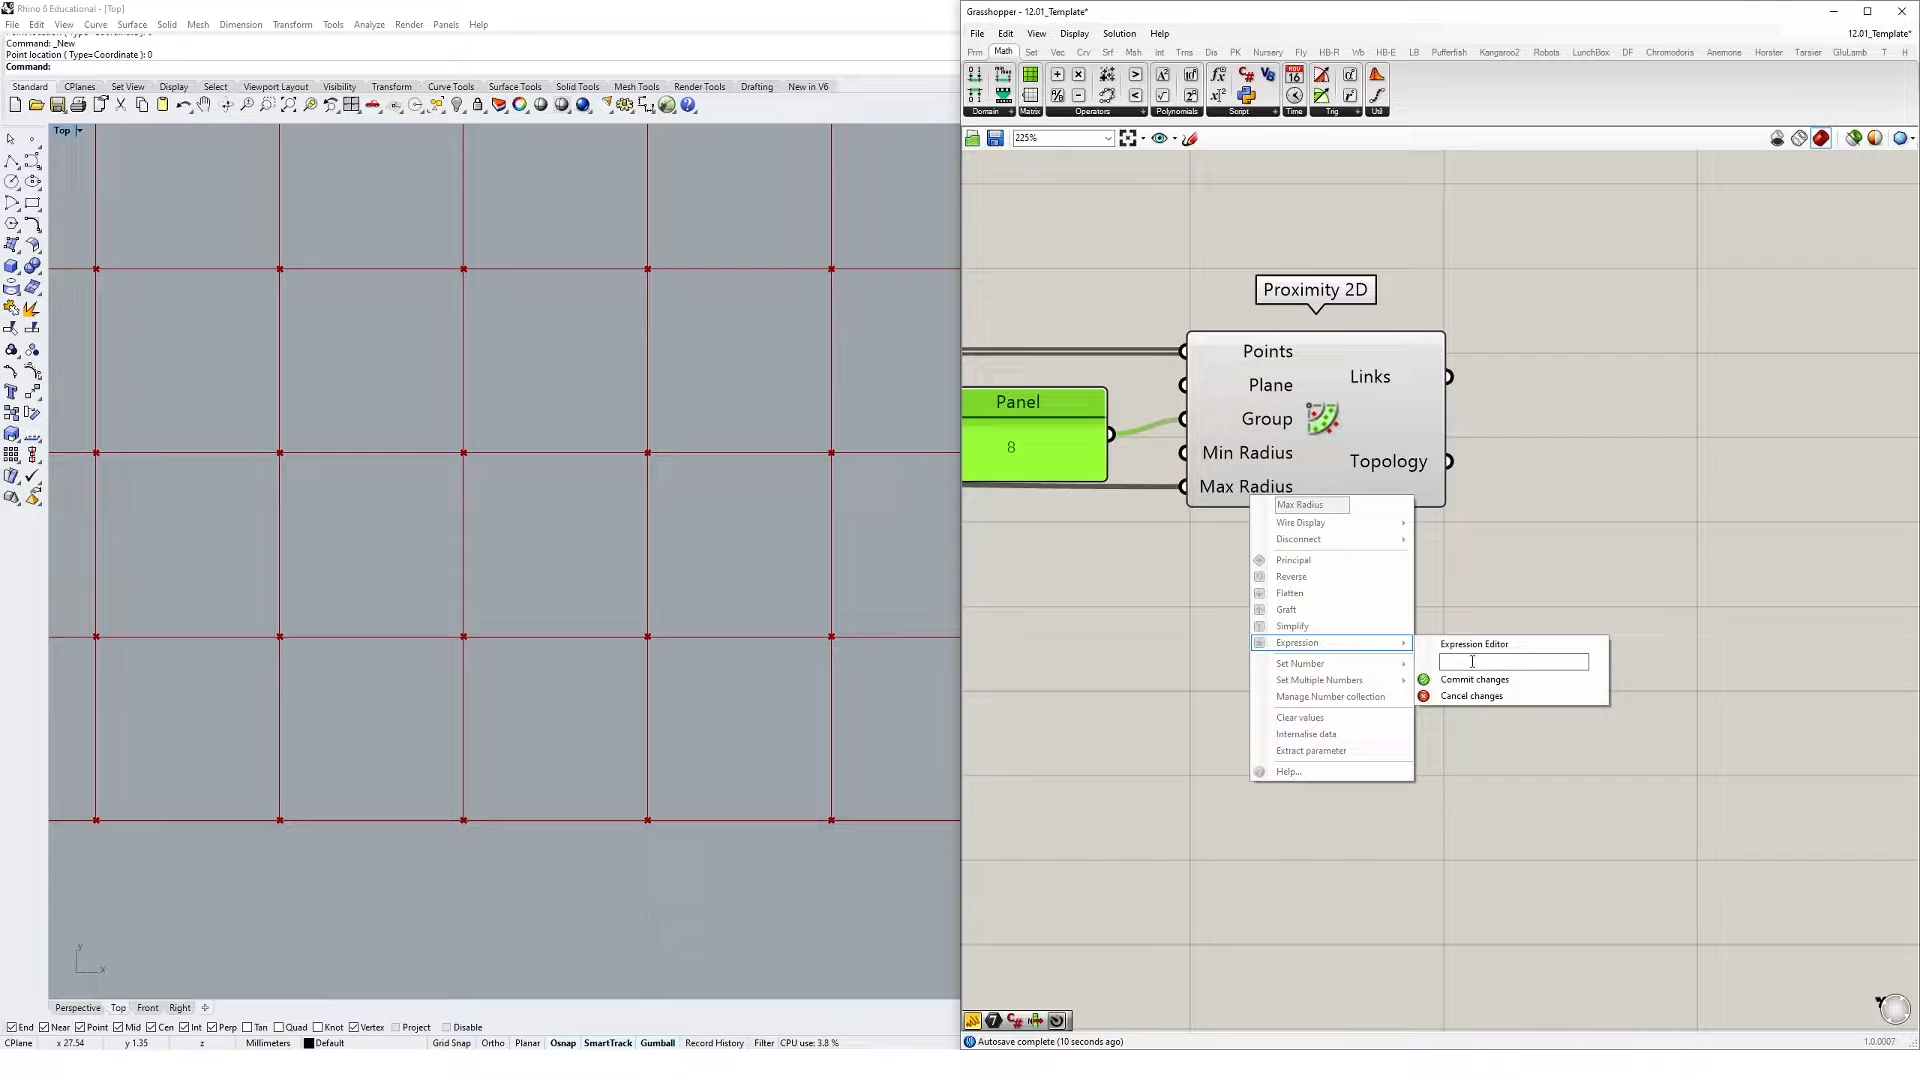 Rhino 6 Educational - [Top]
File Edit View Curve Surface Solid Mesh Dimension Transform Tools Analyze Render Panels Help
Point location ( Type=Coordinate ): 0
Command: _New
Point location ( Type=Coordinate ): 0
Command:
Standard CPlanes Set View Display Select Viewport Layout Visibility Transform Curve Tools Surface Tools Solid Tools Mesh Tools Render Tools Drafting New in V6
Top
y
x
Perspective Top Front Right
End Near Point Mid Cen Int Perp Tan Quad Knot Vertex Project Disable
CPlane x 27.54 y 1.35 z Millimeters Default Grid Snap Ortho Planar Osnap SmartTrack Gumball Record History Filter CPU use: 3.8 %
Grasshopper - 12.01_Template*
File Edit View Display Solution Help
12.01_Template*
Prm Math Set Vec Crv Srf Msh Int Trns Dis PK Nursery Fly HB-R Wb HB-E LB Pufferfish Kangaroo2 Robots LunchBox DF Chromodoris Anemone Horster Tarsier GluLamb T H
Domain Matrix Operators Polynomials Script Time Trig Util
225%
Proximity 2D
Points
Plane
Group
Min Radius
Max Radius
Links
Topology
Panel
8
Max Radius
Wire Display
Disconnect
Principal
Reverse
Flatten
Graft
Simplify
Expression
Set Number
Set Multiple Numbers
Manage Number collection
Clear values
Internalise data
Extract parameter
Help...
Expression Editor
Commit changes
Cancel changes
Autosave complete (10 seconds ago)
1.0.0007